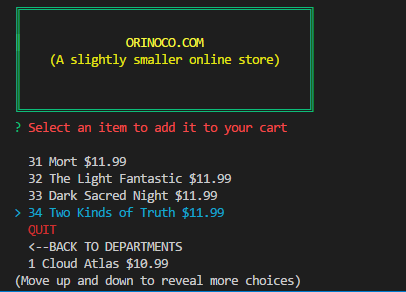 ORINOCO.COM
(A slightly smaller online store)
? Select an item to add it to your cart
31 Mort $11.99
32 The Light Fantastic $11.99
33 Dark Sacred Night $11.99
> 34 Two Kinds of Truth $11.99
QUIT
<--BACK TO DEPARTMENTS
1 Cloud Atlas $10.99
(Move up and down to reveal more choices)